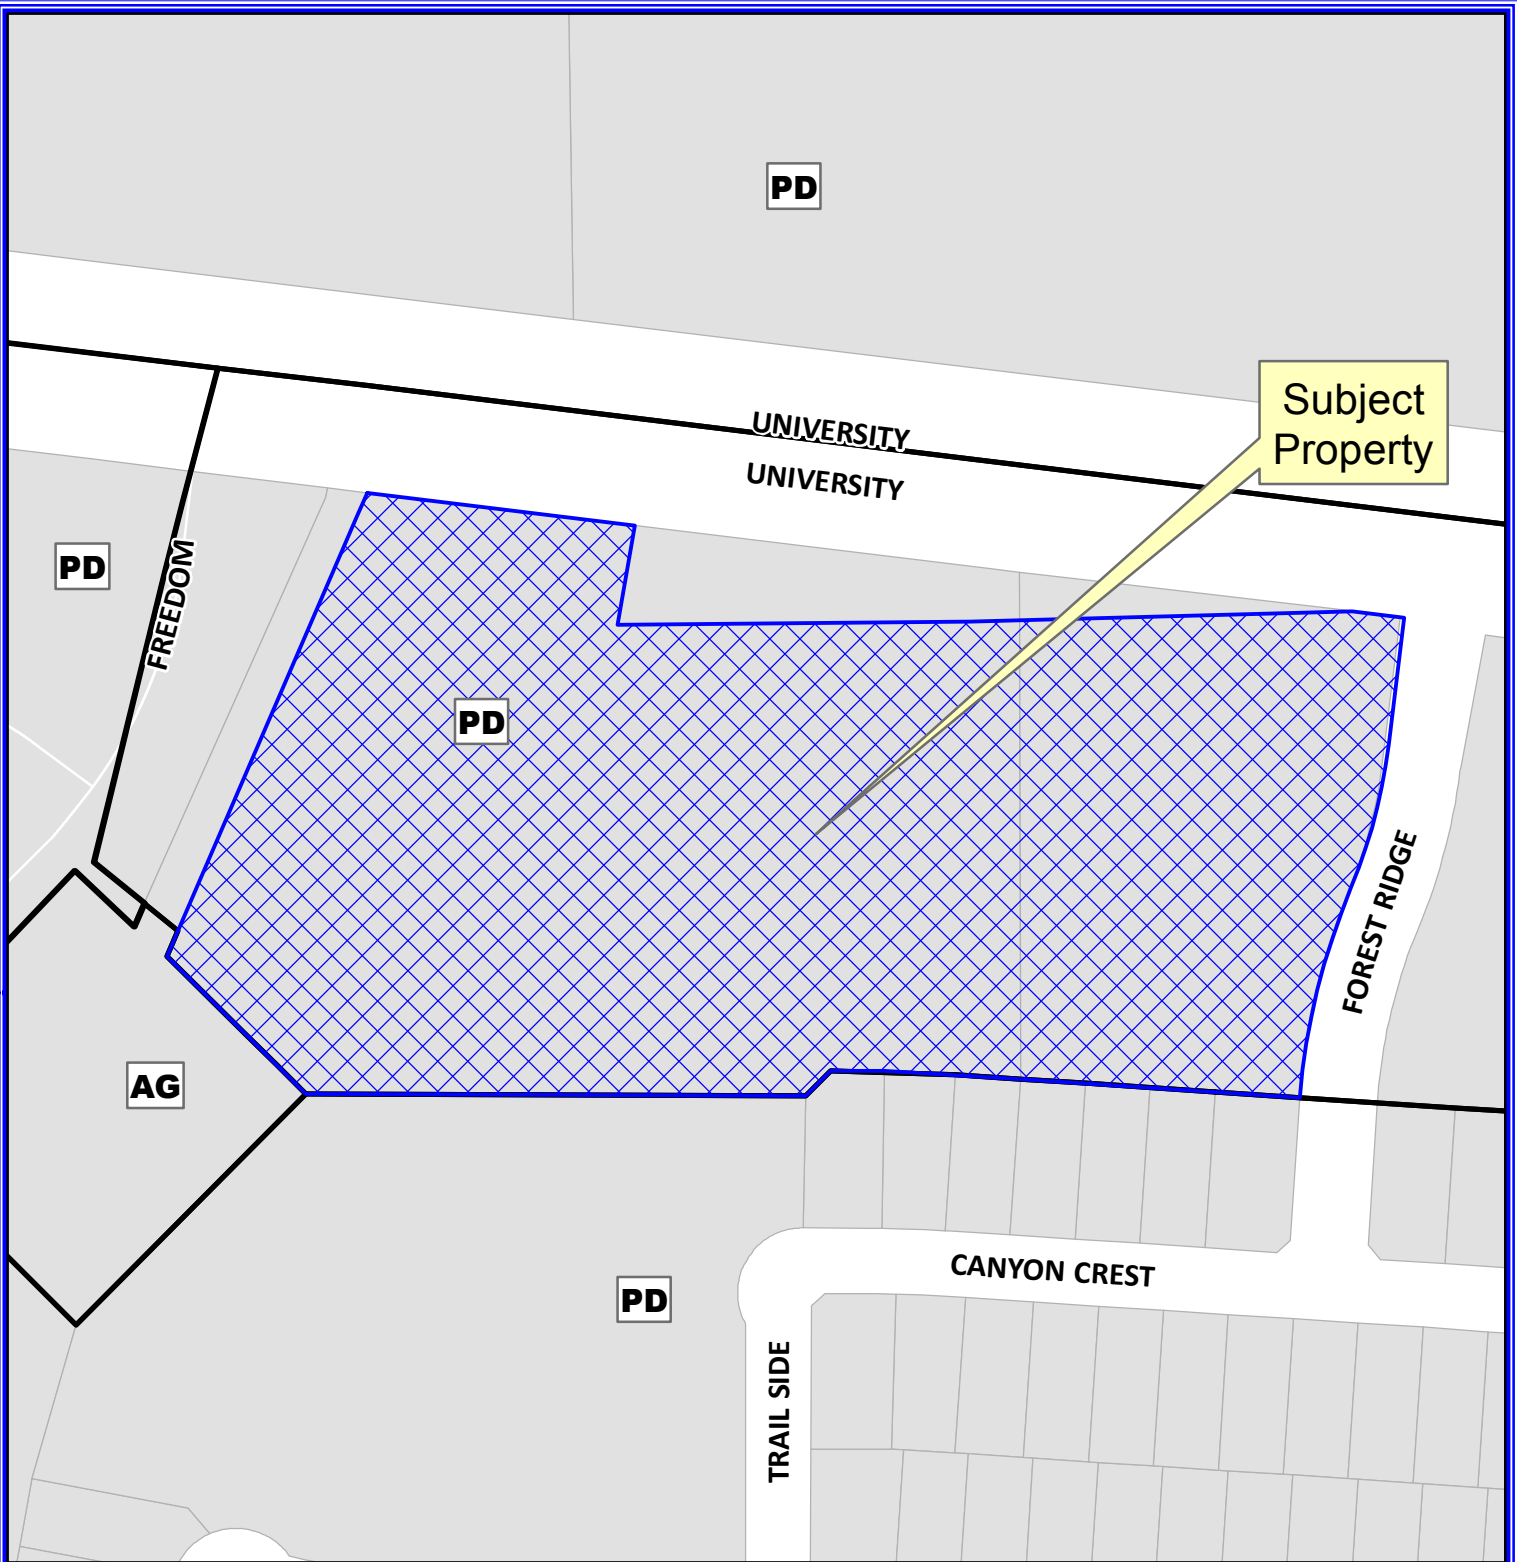 PD
Subject
Property
UNIVERSITY
UNIVERSITY
PD
FREEDOM
PD
FOREST RIDGE
AG
CANYON CREST
PD
TRAIL SIDE